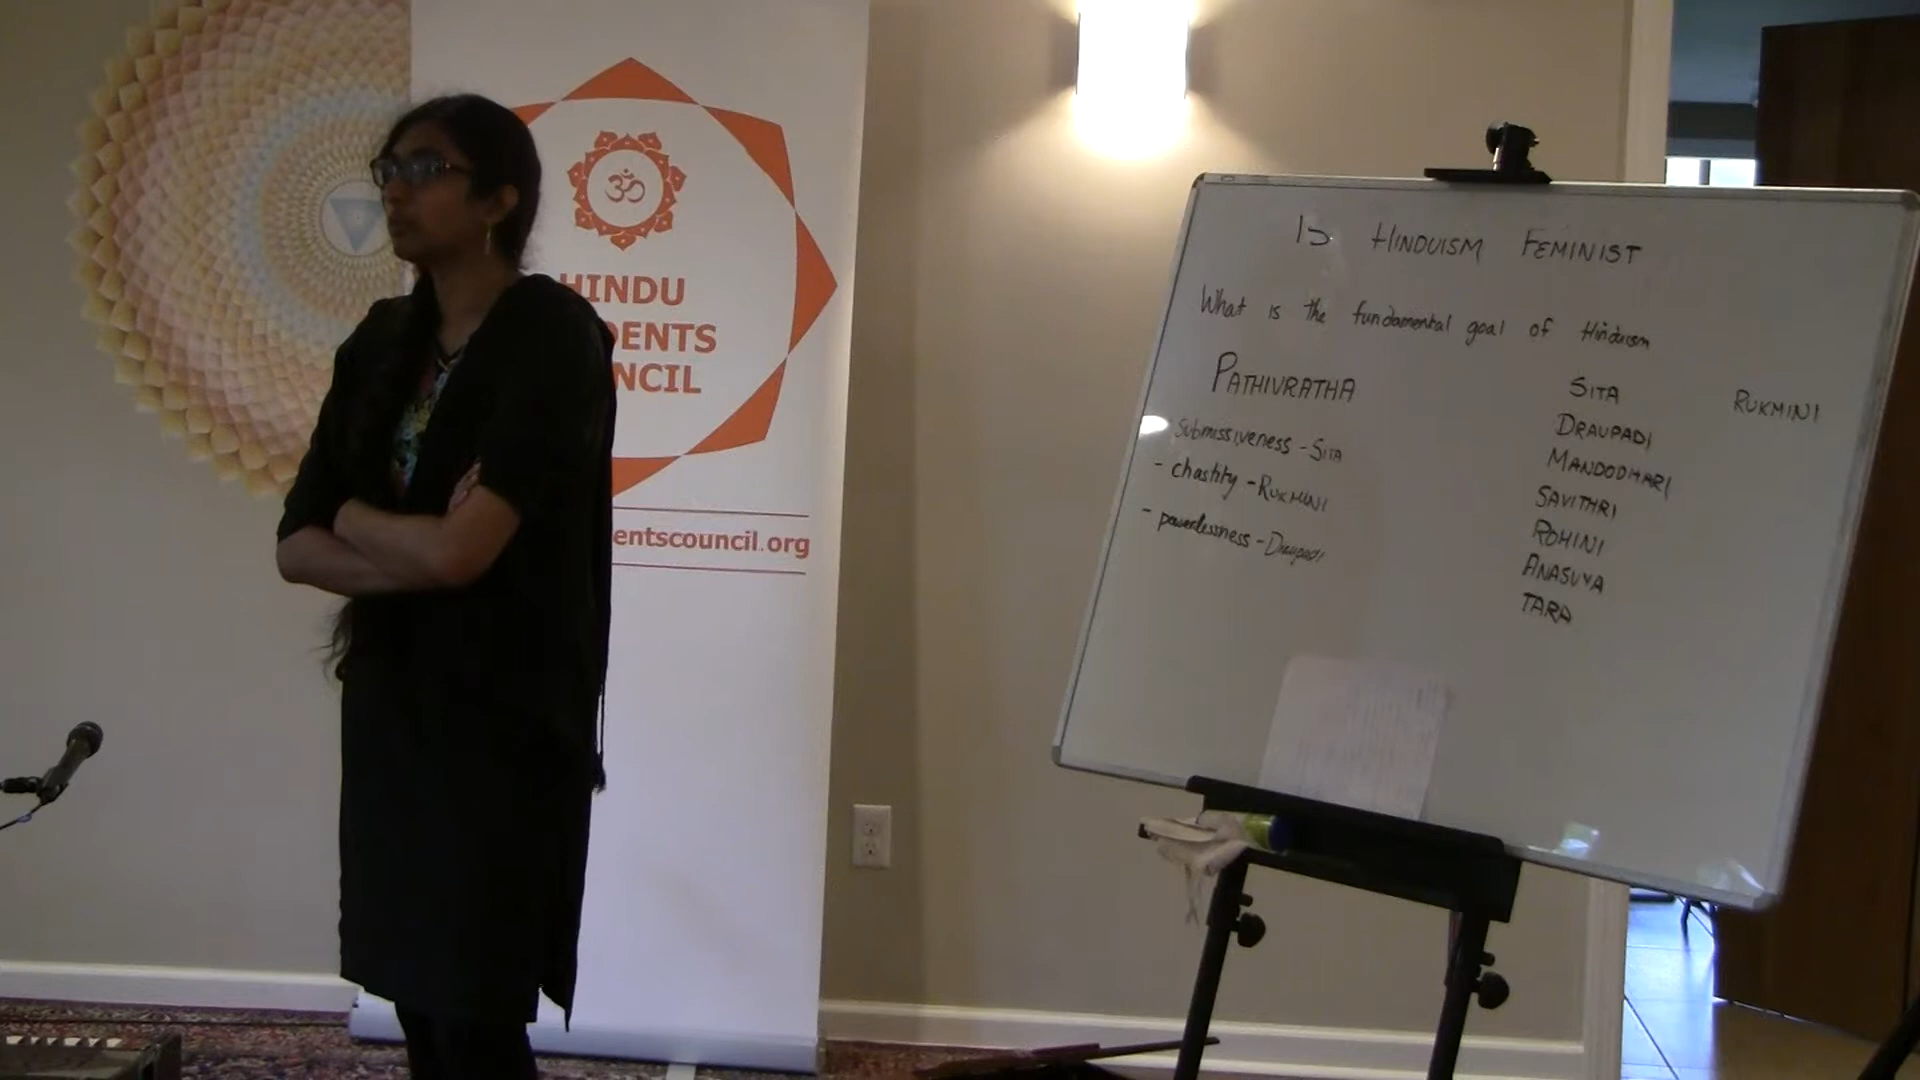 ॐ
HINDU
DENTS
NCIL
entscouncil.org
IS HINDUISM FEMINIST
What is the fundamental goal of Hinduism
PATHIVRATHA
- Submissiveness - SITA
- chastity - RUKMINI
- powerlessness - Draupadi
SITA
DRAUPADI
MANDODHARI
SAVITHRI
ROHINI
ANASUYA
TARA
RUKMINI